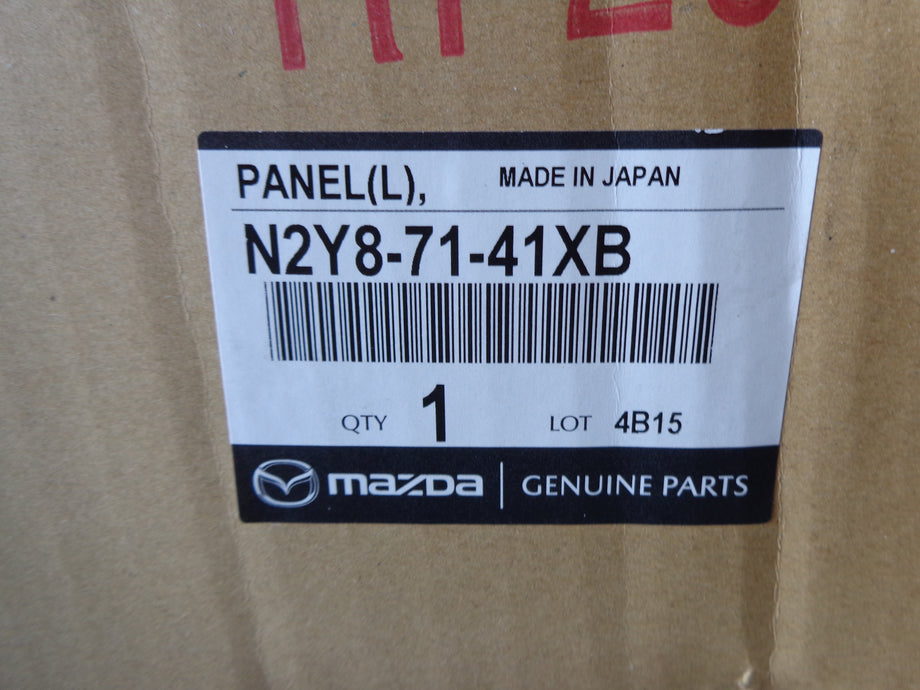 PANEL(L), MADE IN JAPAN
N2Y8-71-41XB
QTY 1 LOT 4B15
mazda | GENUINE PARTS